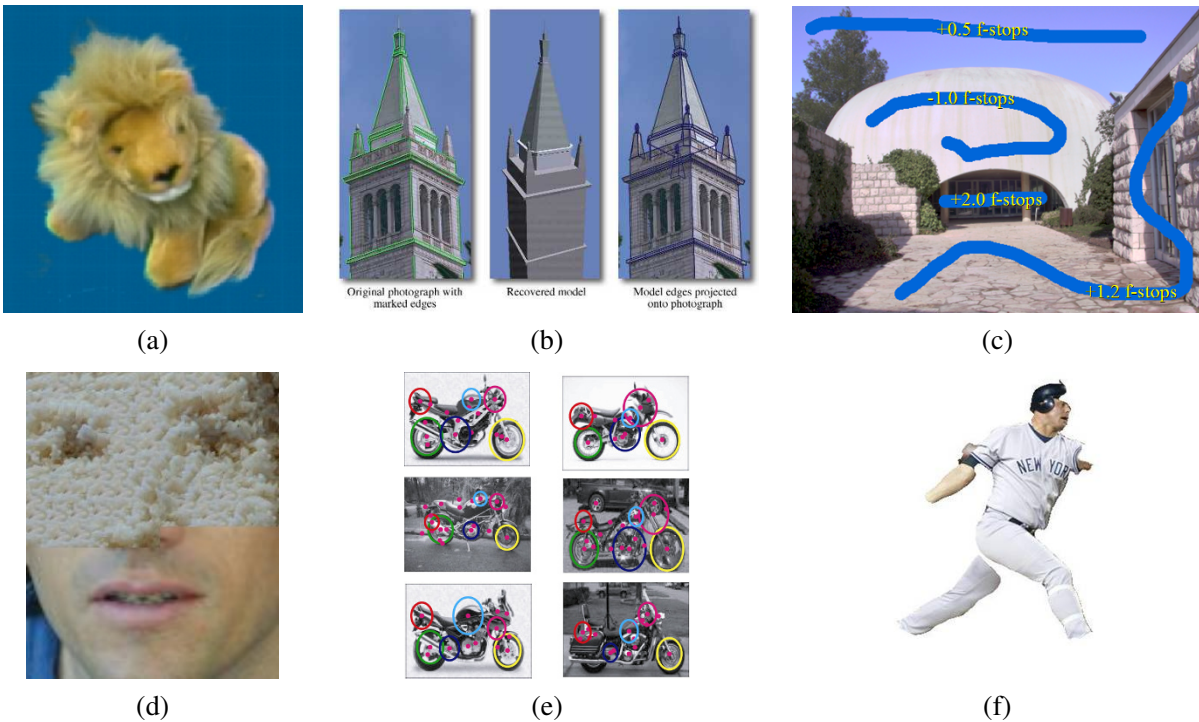 +0.5 f-stops
-1.0 f-stops
+2.0 f-stops
+1.2 f-stops
Original photograph with
marked edges
Recovered model
Model edges projected
onto photograph
(a)
(b)
(c)
NEW YORK
(d)
(e)
(f)